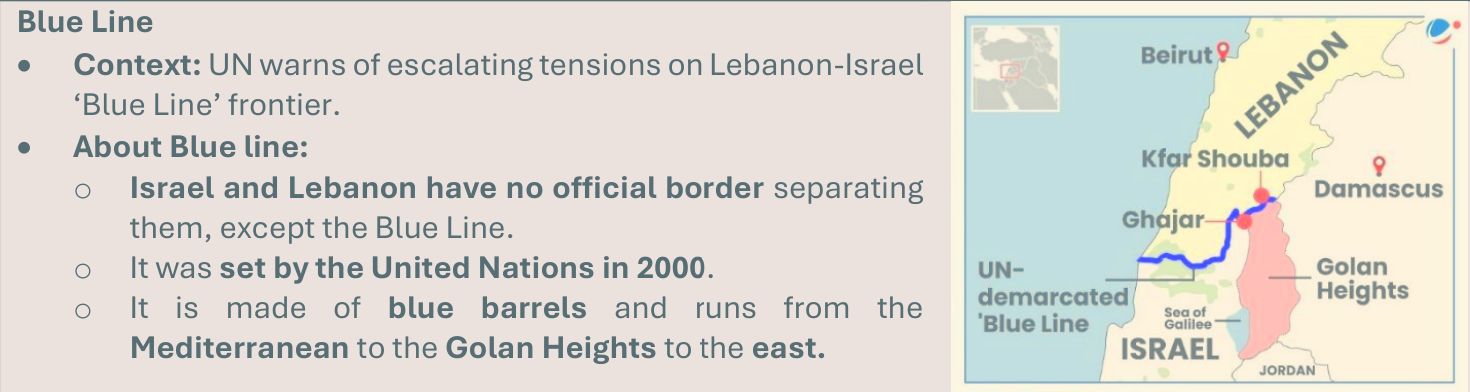 Blue Line
• Context: UN warns of escalating tensions on Lebanon-Israel
‘Blue Line’ frontier.
• About Blue line:
o Israel and Lebanon have no official border separating
them, except the Blue Line.
o It was set by the United Nations in 2000.
o It is made of blue barrels and runs from the
Mediterranean to the Golan Heights to the east.
Beirut
LEBANON
Kfar Shouba
Damascus
Ghajar
UN-
demarcated
'Blue Line
Golan
Heights
Sea of
Galilee
ISRAEL
JORDAN